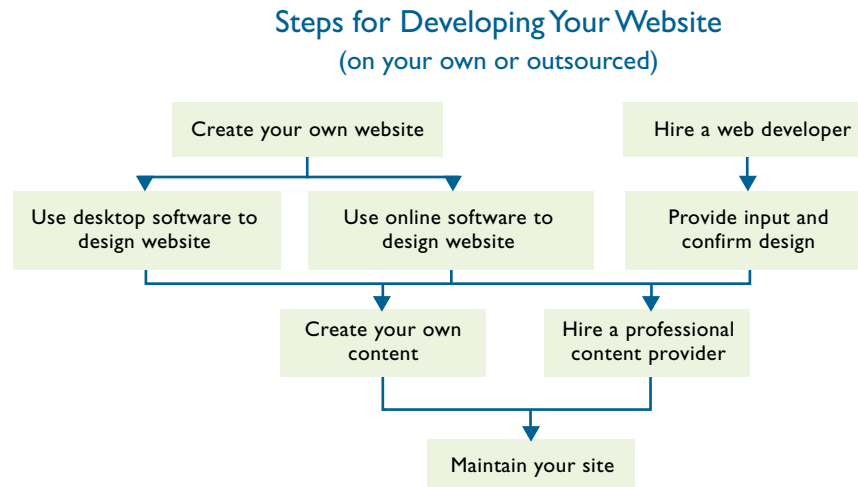 Steps for Developing Your Website
(on your own or outsourced)
Create your own website
Hire a web developer
Use desktop software to
design website
Use online software to
design website
Provide input and
confirm design
Create your own
content
Hire a professional
content provider
Maintain your site